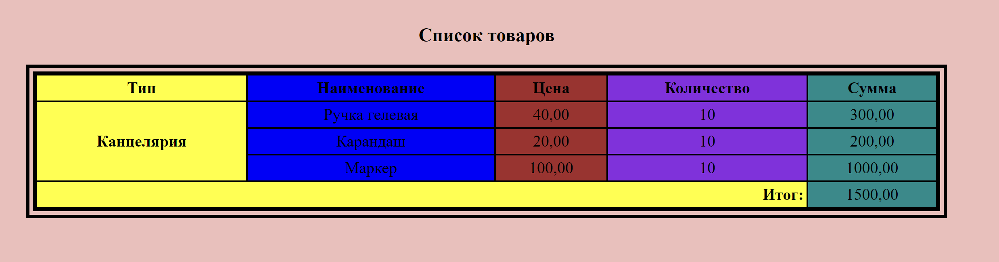 Список товаров
Тип Наименование Цена Количество Сумма
Ручка гелевая 40,00 10 300,00
Канцелярия Карандаш 20,00 10 200,00
Маркер 100,00 10 1000,00
Итог: 1500,00